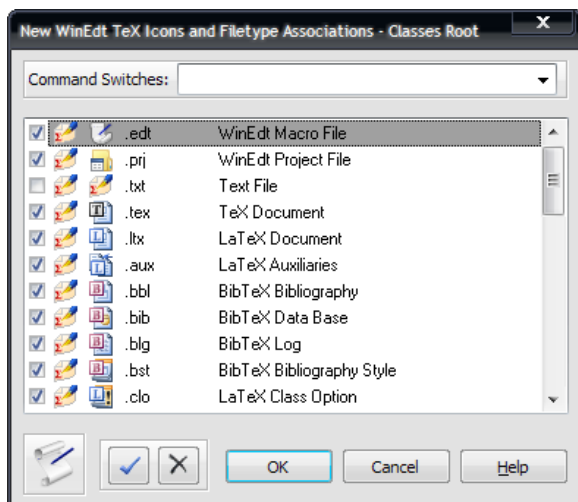 New WinEdt TeX Icons and Filetype Associations - Classes Root
Command Switches:
.edt WinEdt Macro File
.prj WinEdt Project File
.txt Text File
.tex TeX Document
.ltx LaTeX Document
.aux LaTeX Auxiliaries
.bbl BibTeX Bibliography
.bib BibTeX Data Base
.blg BibTeX Log
.bst BibTeX Bibliography Style
.clo LaTeX Class Option
OK Cancel Help